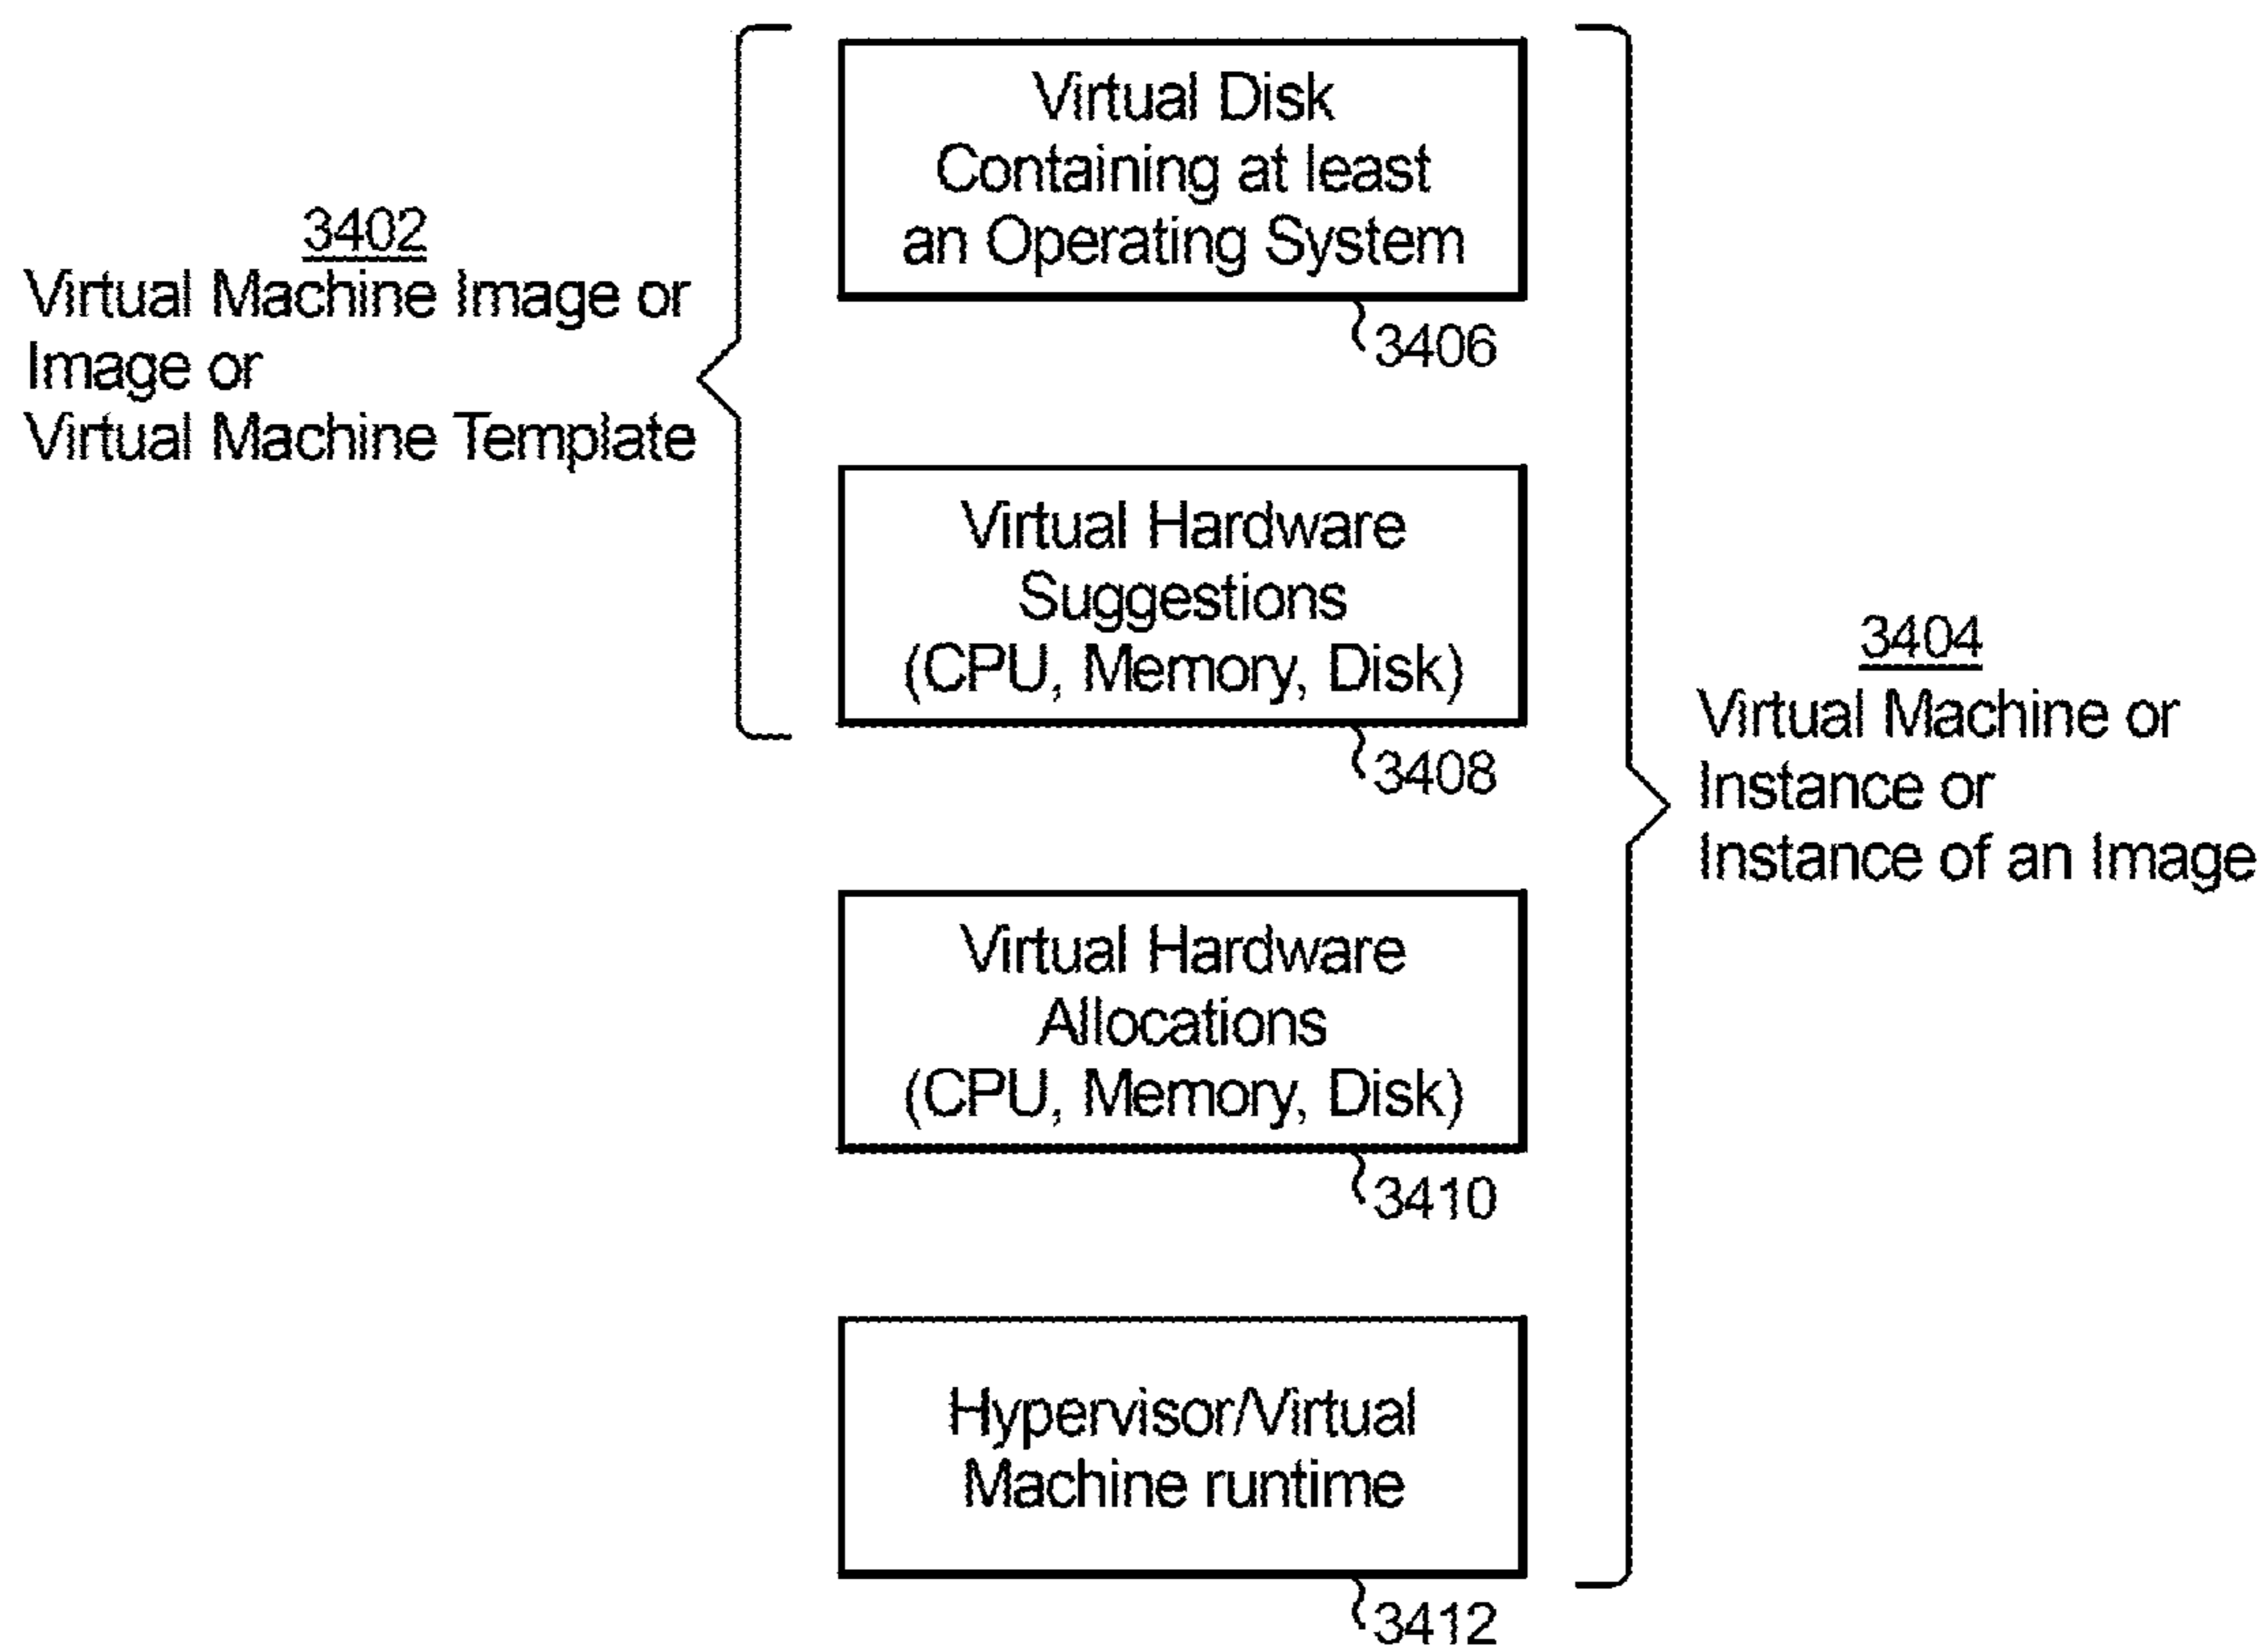 3402
Virtual Machine Image or
Image or
Virtual Machine Template
Virtual Disk
Containing at least
an Operating System
3406
Virtual Hardware
Suggestions
(CPU, Memory, Disk)
3408
Virtual Hardware
Allocations
(CPU, Memory, Disk)
3410
Hypervisor/Virtual
Machine runtime
3412
3404
Virtual Machine or
Instance or
Instance of an Image